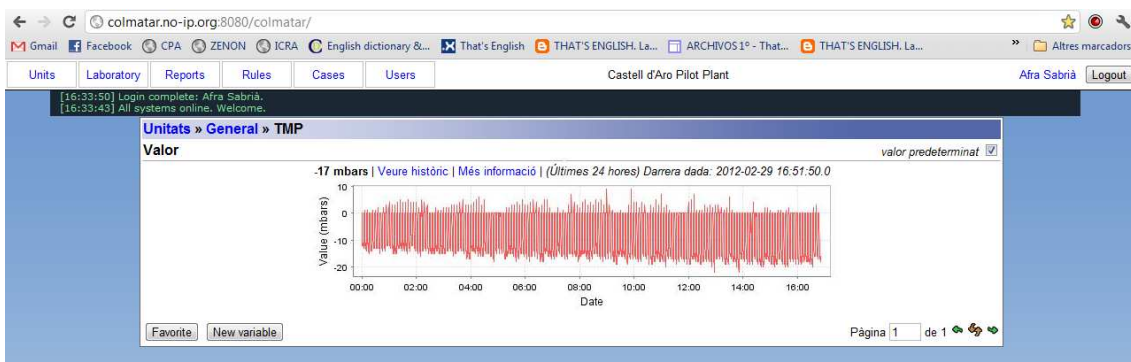 colmatar.no-ip.org:8080/colmatar/
Gmail Facebook CPA ZENON ICRA English dictionary &... That's English THAT'S ENGLISH. La... ARCHIVOS 1º - That... THAT'S ENGLISH. La... » Altres marcadors
Units Laboratory Reports Rules Cases Users Castell d'Aro Pilot Plant Afra Sabrià Logout
[16:33:50] Login complete: Afra Sabrià.
[16:33:43] All systems online. Welcome.
Unitats » General » TMP
Valor valor predeterminat
-17 mbars | Veure històric | Més informació | (Últimes 24 hores) Darrera dada: 2012-02-29 16:51:50.0
10
0
-10
-20
Value (mbars)
00:00 02:00 04:00 06:00 08:00 10:00 12:00 14:00 16:00
Date
Favorite New variable Pàgina 1 de 1